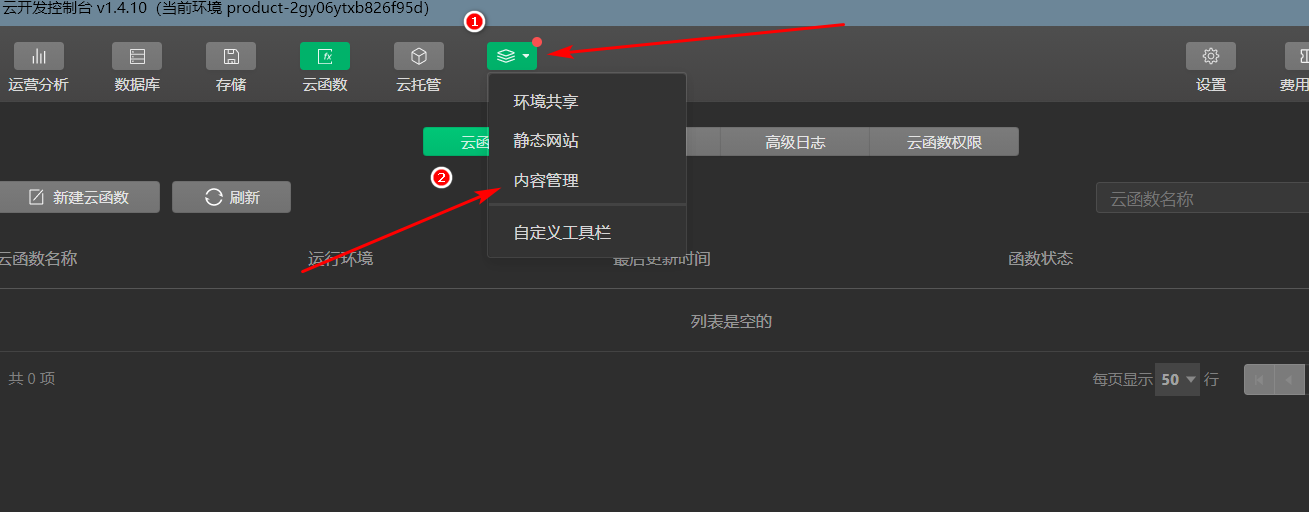 云开发控制台 v1.4.10 (当前环境 product-2gy06ytxb826f95d)
1
运营分析 数据库 存储 云函数 云托管 设置 费用
环境共享
静态网站
云函 高级日志 云函数权限
2
内容管理
新建云函数 刷新 云函数名称
自定义工具栏
云函数名称 运行环境 最后更新时间 函数状态
列表是空的
共 0 项 每页显示 50 行